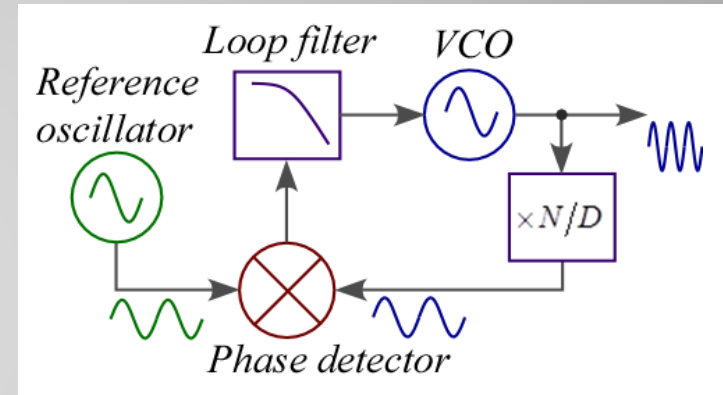 Loop filter
VCO
Reference
oscillator
×N/D
Phase detector